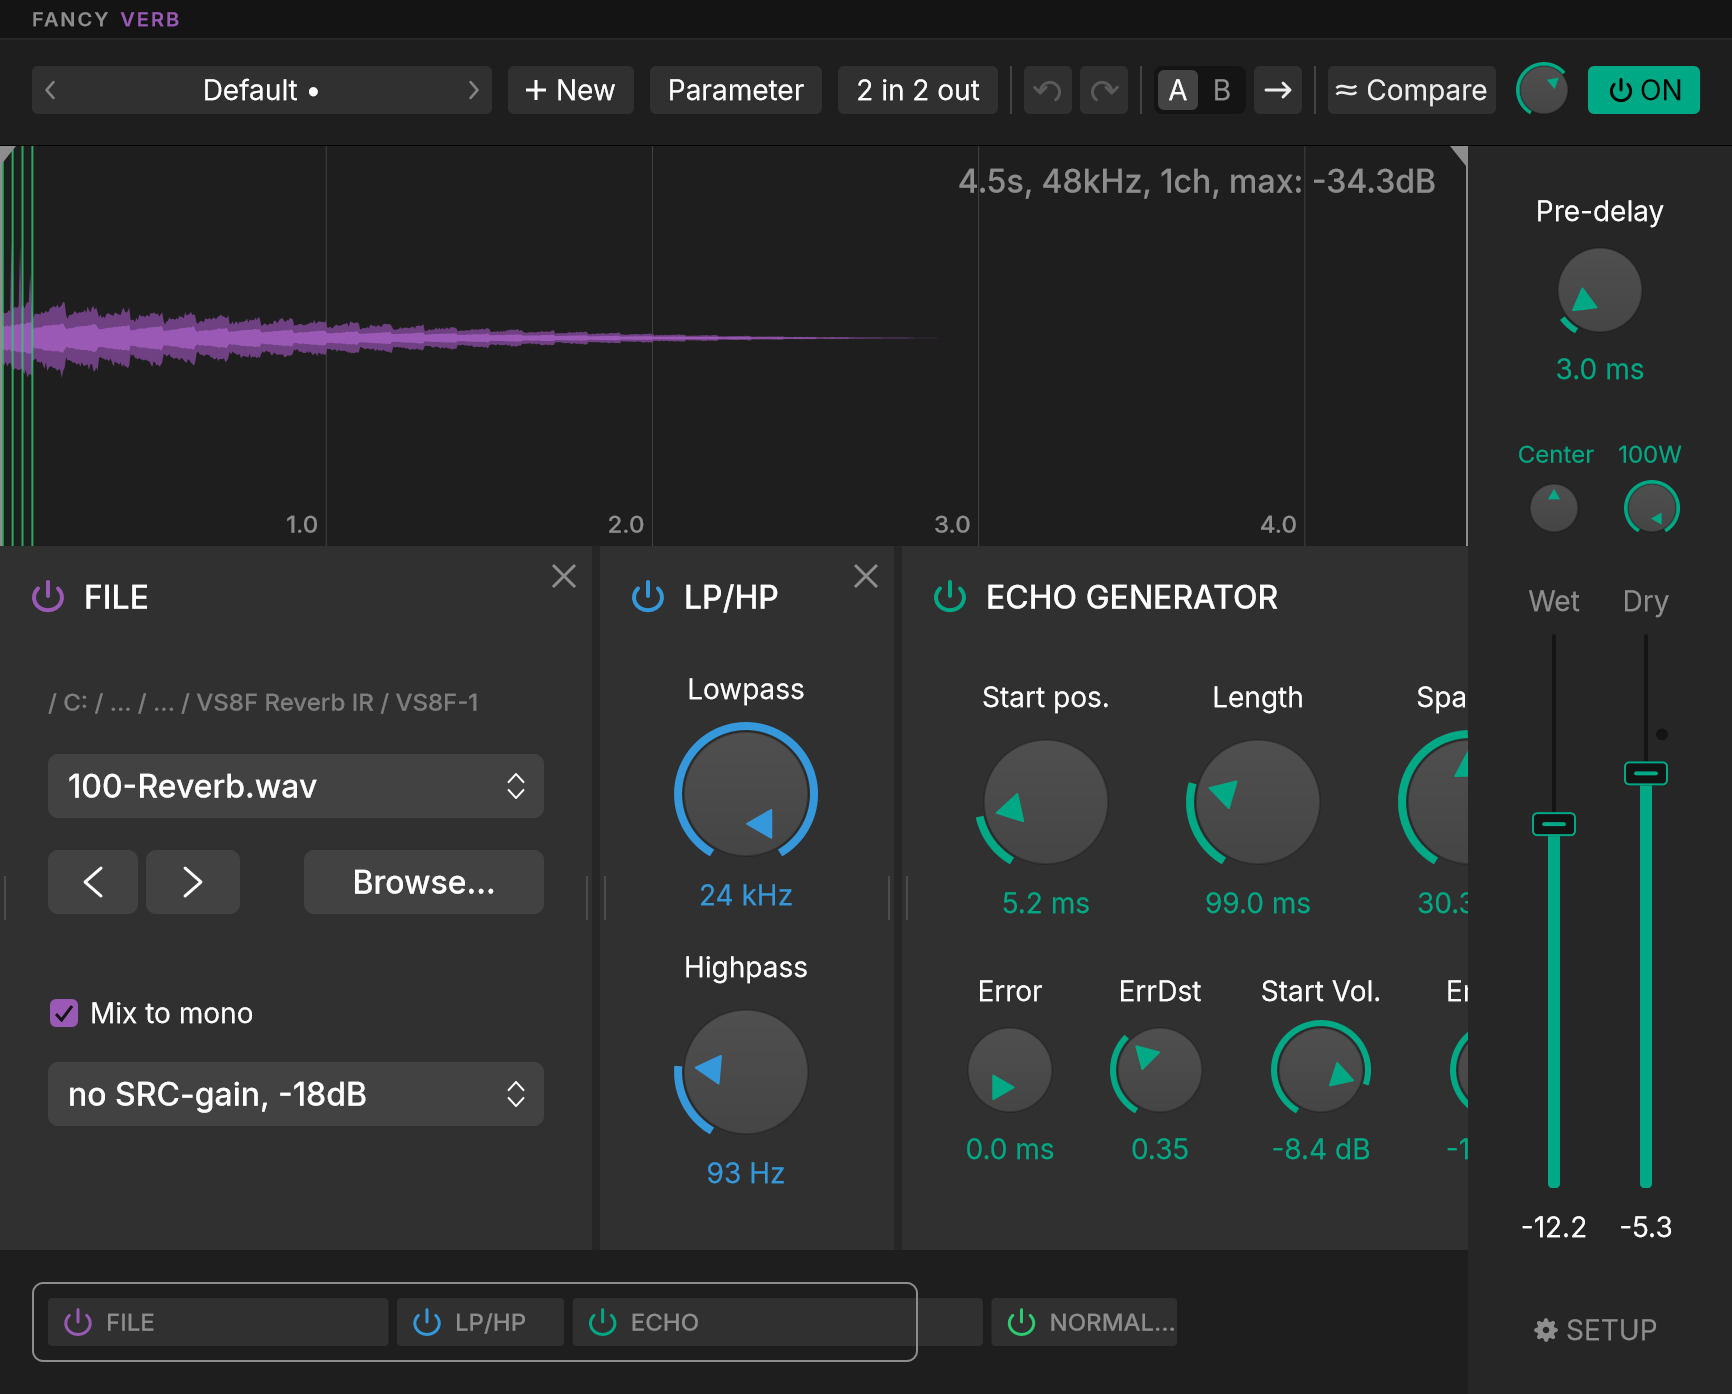 FANCY VERB
Default •
+ New
Parameter
2 in 2 out
A B
≈ Compare
ON
4.5s, 48kHz, 1ch, max: -34.3dB
1.0 2.0 3.0 4.0
Pre-delay
3.0 ms
Center 100W
Wet Dry
-12.2 -5.3
SETUP
FILE
/ C: / ... / ... / VS8F Reverb IR / VS8F-1
100-Reverb.wav
< >
Browse...
Mix to mono
no SRC-gain, -18dB
LP/HP
Lowpass
24 kHz
Highpass
93 Hz
ECHO GENERATOR
Start pos. Length Spa
5.2 ms 99.0 ms 30.3
Error ErrDst Start Vol.
0.0 ms 0.35 -8.4 dB -1
FILE LP/HP ECHO NORMAL...